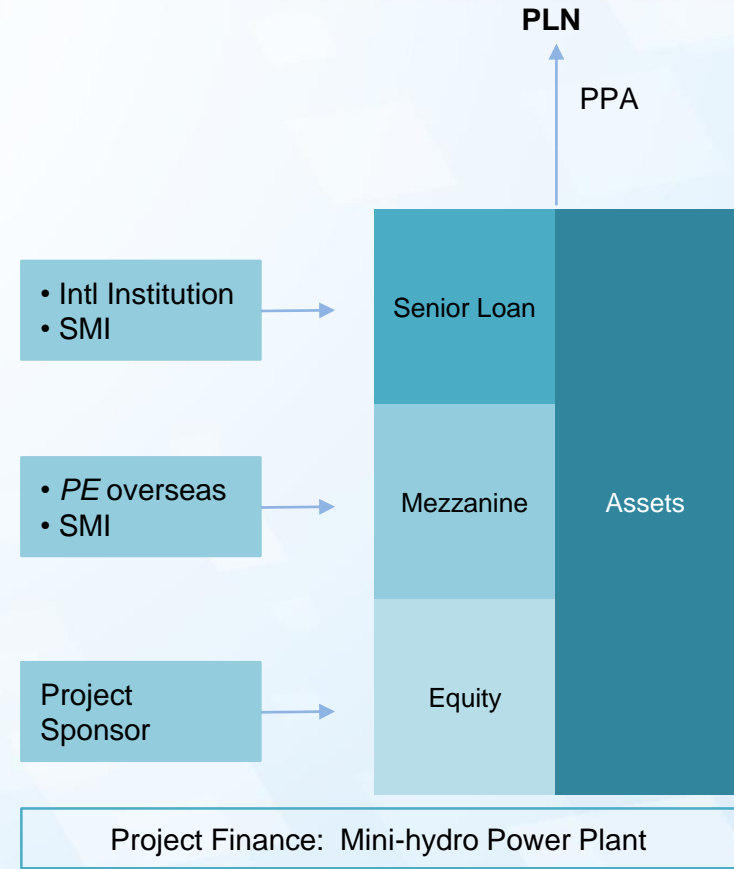 PLN
PPA
• Intl Institution
• SMI
Senior Loan
• PE overseas
• SMI
Mezzanine
Assets
Project
Sponsor
Equity
Project Finance:  Mini-hydro Power Plant